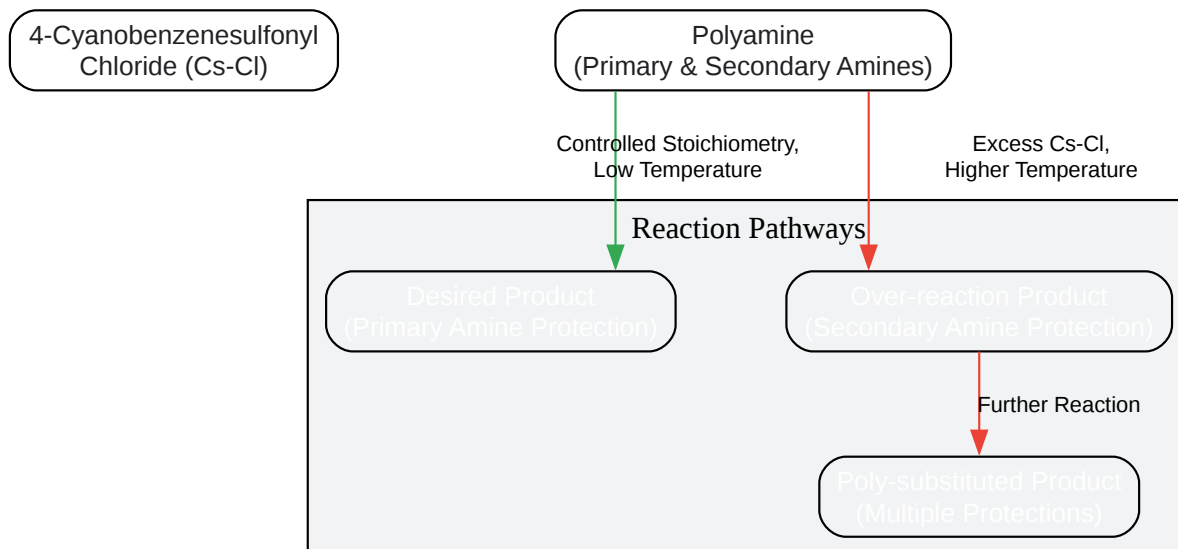 4-Cyanobenzenesulfonyl
Chloride (Cs-Cl)
Polyamine
(Primary & Secondary Amines)
Controlled Stoichiometry,
Low Temperature
Excess Cs-Cl,
Higher Temperature
Reaction Pathways
Desired Product
(Primary Amine Protection)
Over-reaction Product
(Secondary Amine Protection)
Further Reaction
Poly-substituted Product
(Multiple Protections)